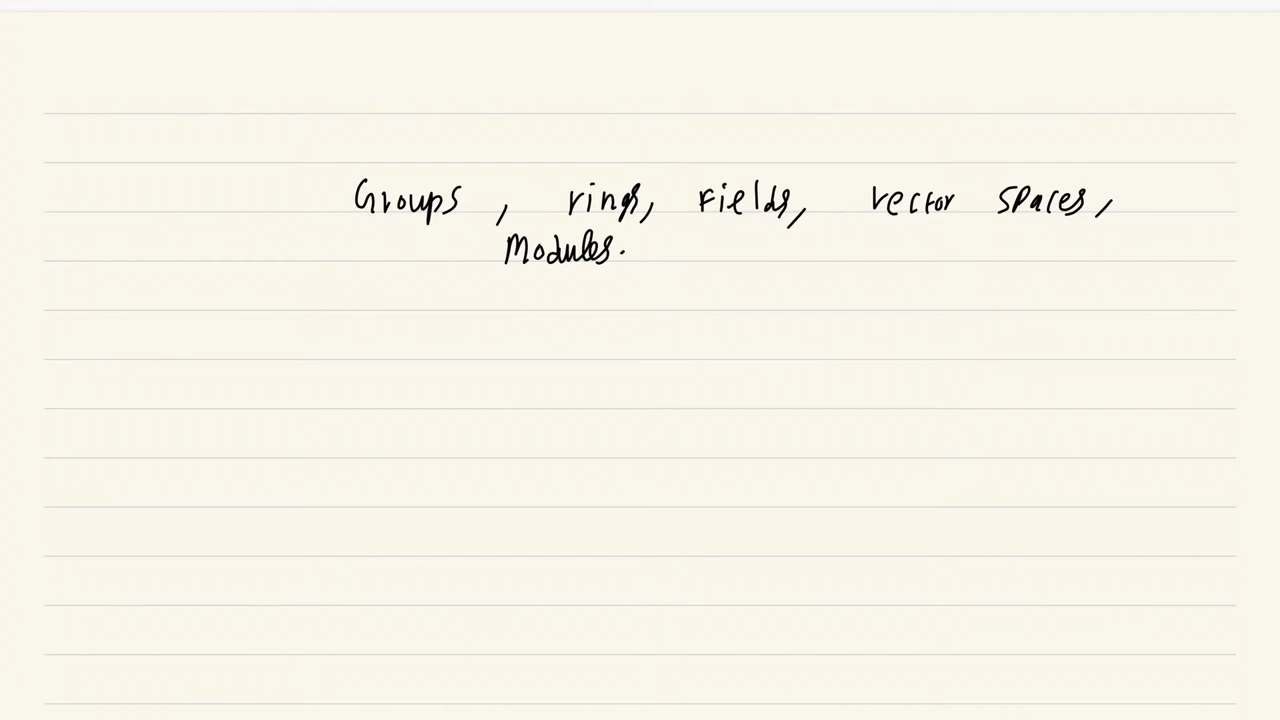 Groups, rings, Fields, vector spaces,
Modules.